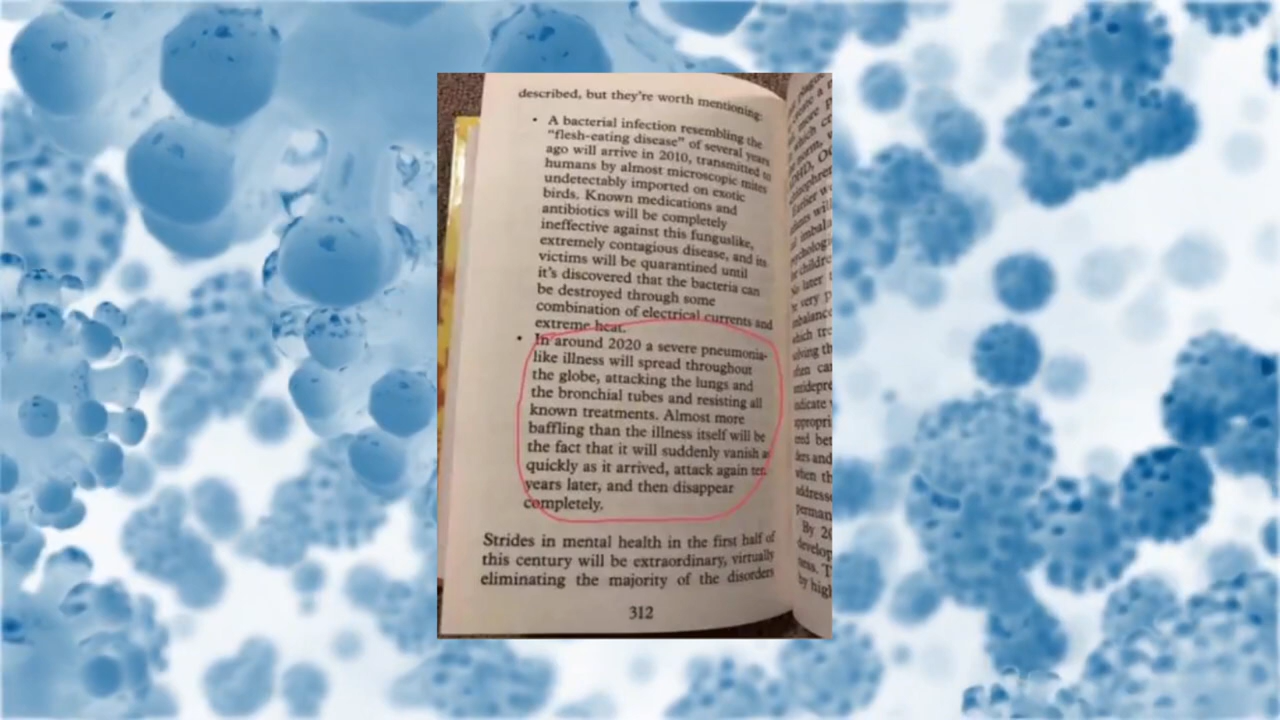 described, but they're worth mentioning:
• A bacterial infection resembling the
"flesh-eating disease" of several years
ago will arrive in 2010, transmitted to
humans by almost microscopic mites
undetectably imported on exotic
birds. Known medications and
antibiotics will be completely
ineffective against this funguslike,
extremely contagious disease, and its
victims will be quarantined until
it's discovered that the bacteria can
be destroyed through some
combination of electrical currents and
extreme heat.
• In around 2020 a severe pneumonia-
like illness will spread throughout
the globe, attacking the lungs and
the bronchial tubes and resisting all
known treatments. Almost more
baffling than the illness itself will be
the fact that it will suddenly vanish as
quickly as it arrived, attack again ten
years later, and then disappear
completely.
Strides in mental health in the first half of
this century will be extraordinary, virtually
eliminating the majority of the disorders
312